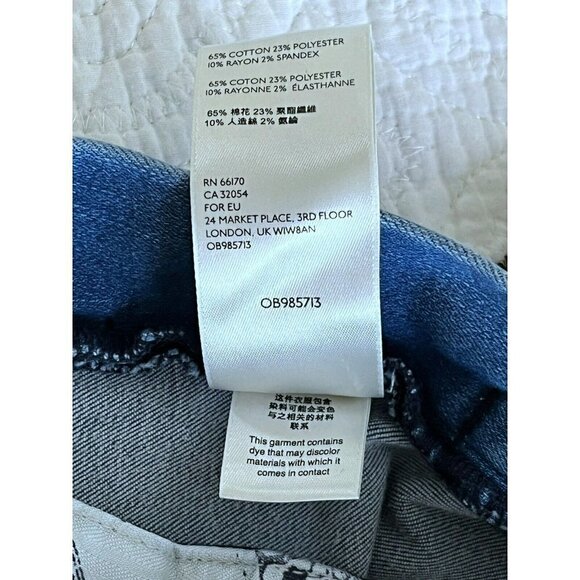 65% COTTON 23% POLYESTER
10% RAYON 2% SPANDEX
65% COTON 23% POLYESTER
10% RAYONNE 2% ÉLASTHANNE
65% 棉花 23% 聚酯纖維
10% 人造絲 2% 氨綸
RN 66170
CA 32054
FOR EU
24 MARKET PLACE, 3RD FLOOR
LONDON, UK W1W8AN
OB985713
OB985713
这件衣服包含
染料可能会变色
与之相关的材料
联系
This garment contains
dye that may discolor
materials with which it
comes in contact